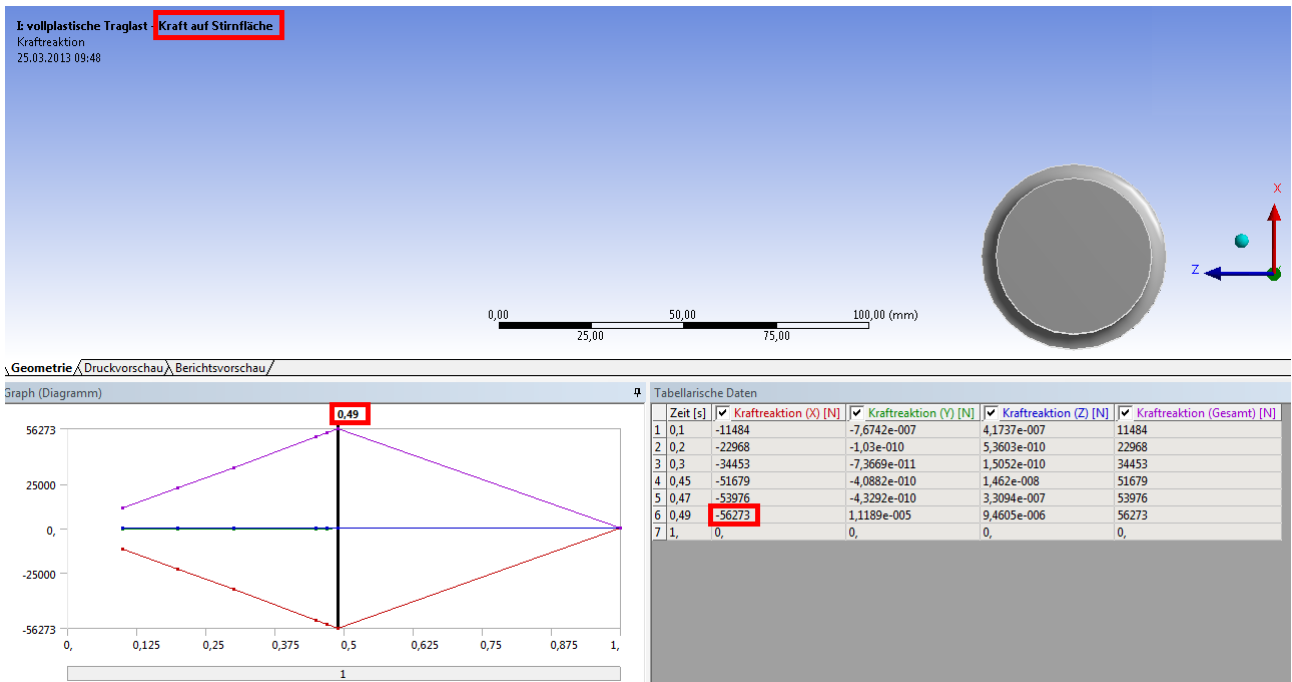 I: vollplastische Traglast - Kraft auf Stirnfläche
Kraftreaktion
25.03.2013 09:48
X
Z
0,00 50,00 100,00 (mm)
25,00 75,00
Geometrie Druckvorschau Berichtsvorschau
Graph (Diagramm)
0,49
56273
25000
0,
-25000
-56273
0, 0,125 0,25 0,375 0,5 0,625 0,75 0,875 1,
1
Tabellarische Daten
Zeit [s] Kraftreaktion (X) [N] Kraftreaktion (Y) [N] Kraftreaktion (Z) [N] Kraftreaktion (Gesamt) [N]
1 0,1 -11484 -7,6742e-007 4,1737e-007 11484
2 0,2 -22968 -1,03e-010 5,3603e-010 22968
3 0,3 -34453 -7,3669e-011 1,5052e-010 34453
4 0,45 -51679 -4,0882e-010 1,462e-008 51679
5 0,47 -53976 -4,3292e-010 3,3094e-007 53976
6 0,49 -56273 1,1189e-005 9,4605e-006 56273
7 1, 0, 0, 0, 0,